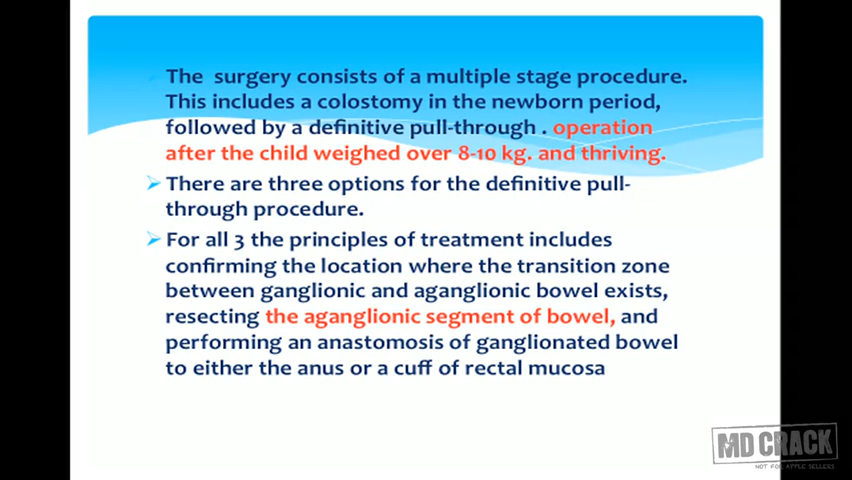 The surgery consists of a multiple stage procedure.
This includes a colostomy in the newborn period,
followed by a definitive pull-through . operation
after the child weighed over 8-10 kg. and thriving.
There are three options for the definitive pull-
through procedure.
For all 3 the principles of treatment includes
confirming the location where the transition zone
between ganglionic and aganglionic bowel exists,
resecting the aganglionic segment of bowel, and
performing an anastomosis of ganglionated bowel
to either the anus or a cuff of rectal mucosa
MD CRACK
NOT FOR APPLE SELLERS